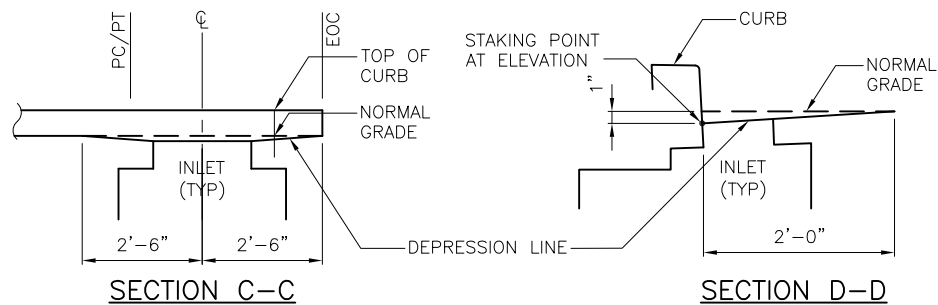 PC/PT
℄
EOC
TOP OF
CURB
NORMAL
GRADE
INLET
(TYP)
2'-6"
2'-6"
DEPRESSION LINE
SECTION C-C
CURB
STAKING POINT
AT ELEVATION
1"
NORMAL
GRADE
INLET
(TYP)
2'-0"
SECTION D-D